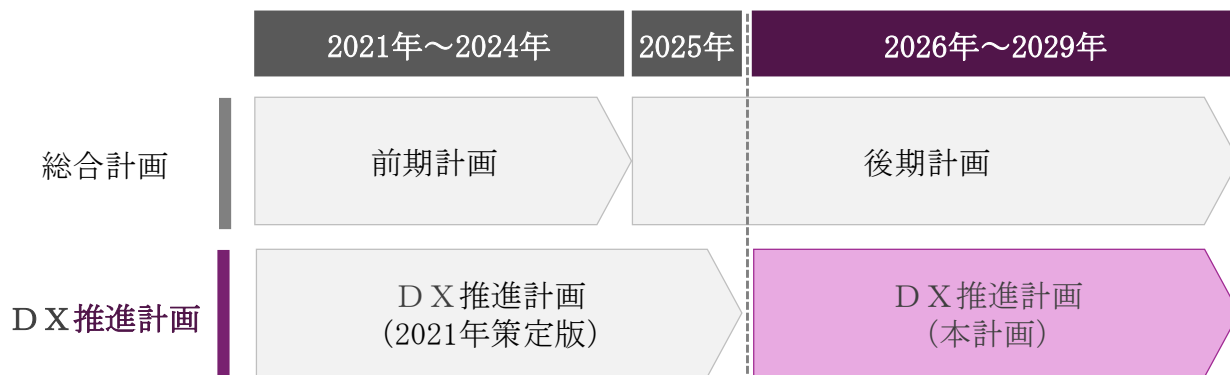 2021年～2024年
2025年
2026年～2029年
総合計画
前期計画
後期計画
ＤＸ推進計画
ＤＸ推進計画
（2021年策定版）
ＤＸ推進計画
（本計画）